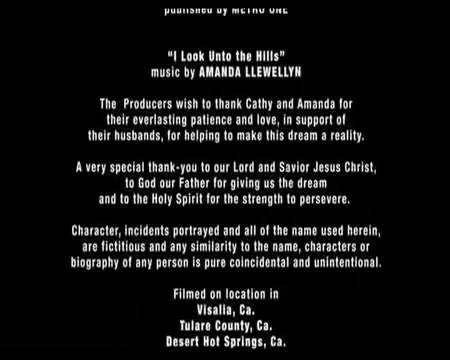 published by METRO ONE
“I Look Unto the Hills”
music by AMANDA LLEWELLYN
The Producers wish to thank Cathy and Amanda for
their everlasting patience and love, in support of
their husbands, for helping to make this dream a reality.
A very special thank-you to our Lord and Savior Jesus Christ,
to God our Father for giving us the dream
and to the Holy Spirit for the strength to persevere.
Character, incidents portrayed and all of the name used herein,
are fictitious and any similarity to the name, characters or
biography of any person is pure coincidental and unintentional.
Filmed on location in
Visalia, Ca.
Tulare County, Ca.
Desert Hot Springs, Ca.